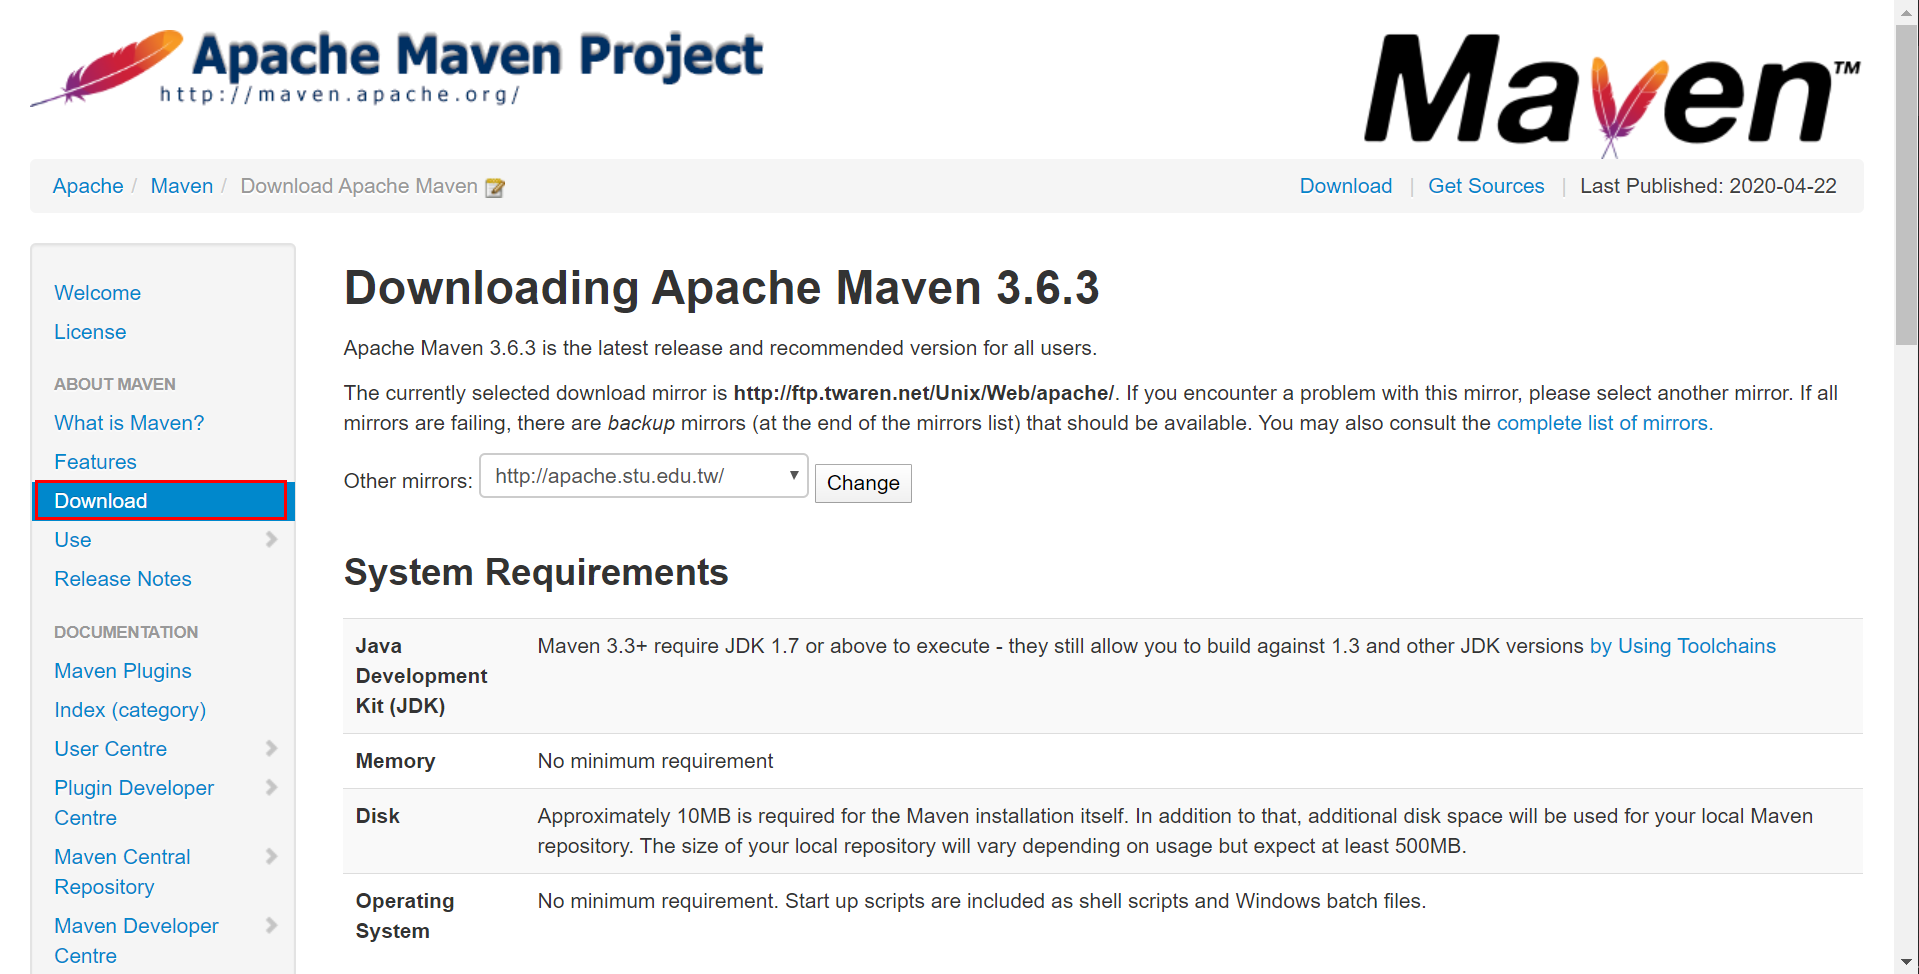 Apache Maven Project
http://maven.apache.org/
Maven™
Apache / Maven / Download Apache Maven
Download | Get Sources | Last Published: 2020-04-22
Welcome
License
ABOUT MAVEN
What is Maven?
Features
Download
Use
Release Notes
DOCUMENTATION
Maven Plugins
Index (category)
User Centre
Plugin Developer
Centre
Maven Central
Repository
Maven Developer
Centre
Downloading Apache Maven 3.6.3
Apache Maven 3.6.3 is the latest release and recommended version for all users.
The currently selected download mirror is http://ftp.twaren.net/Unix/Web/apache/. If you encounter a problem with this mirror, please select another mirror. If all
mirrors are failing, there are backup mirrors (at the end of the mirrors list) that should be available. You may also consult the complete list of mirrors.
Other mirrors: http://apache.stu.edu.tw/ Change
System Requirements
Java
Development
Kit (JDK)
Maven 3.3+ require JDK 1.7 or above to execute - they still allow you to build against 1.3 and other JDK versions by Using Toolchains
Memory
No minimum requirement
Disk
Approximately 10MB is required for the Maven installation itself. In addition to that, additional disk space will be used for your local Maven
repository. The size of your local repository will vary depending on usage but expect at least 500MB.
Operating
System
No minimum requirement. Start up scripts are included as shell scripts and Windows batch files.